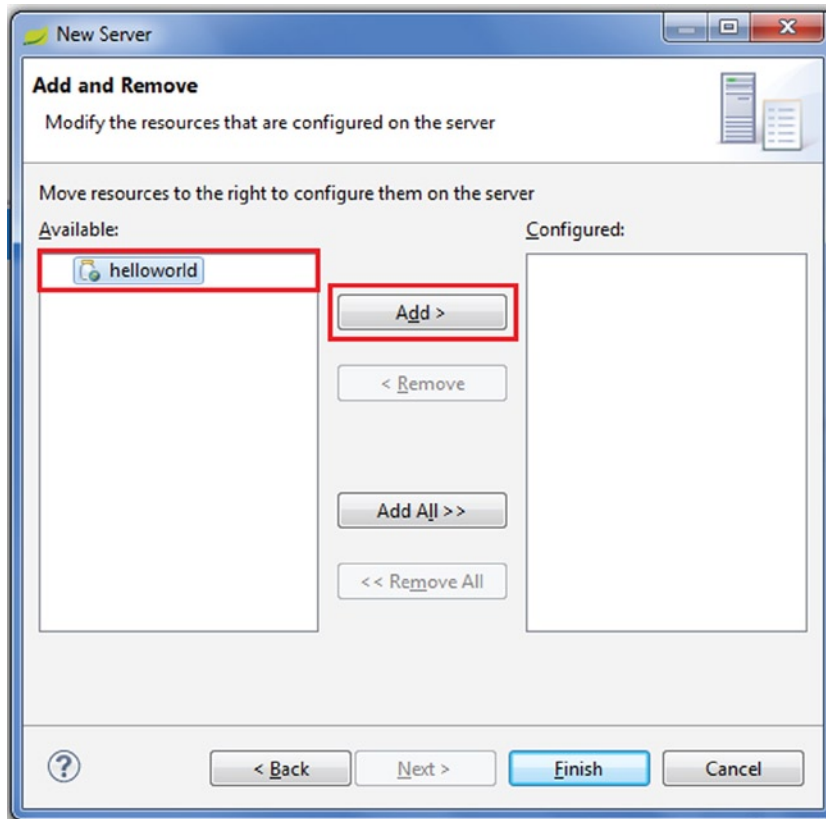 New Server
Add and Remove
Modify the resources that are configured on the server
Move resources to the right to configure them on the server
Available:
Configured:
helloworld
Add >
< Remove
Add All >>
<< Remove All
?
< Back
Next >
Finish
Cancel